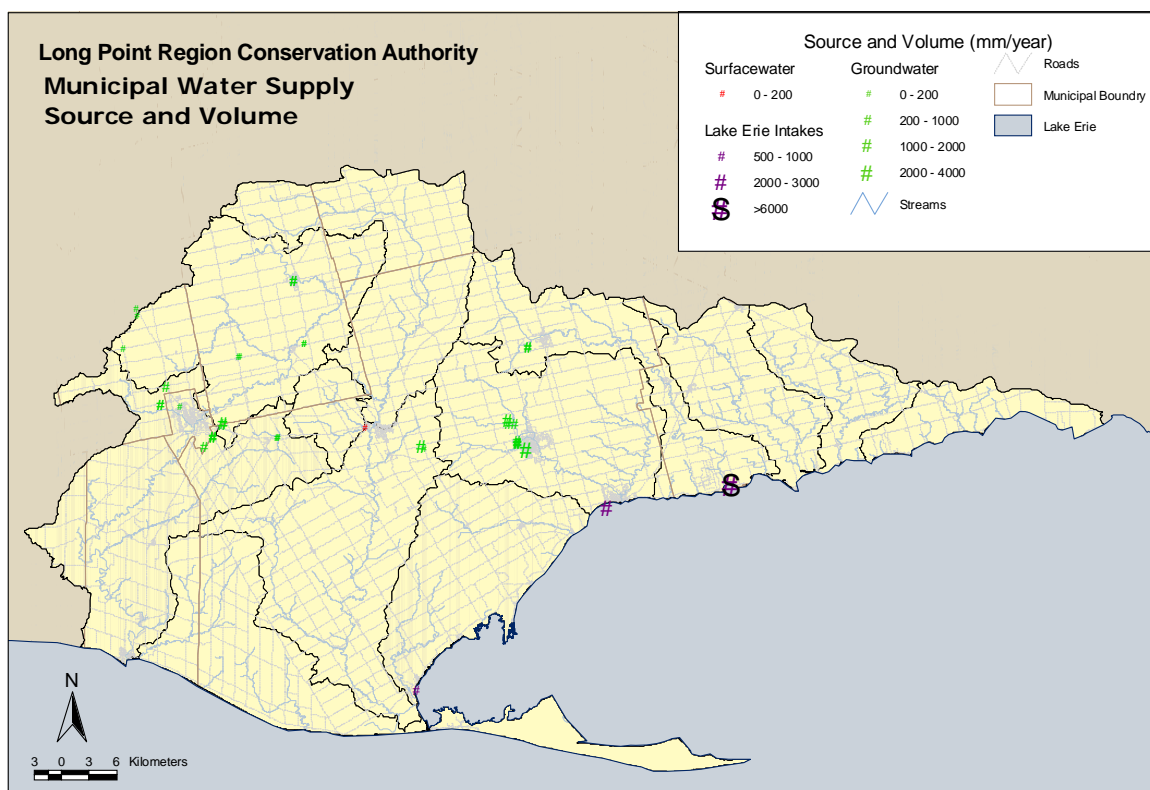 Long Point Region Conservation Authority
Municipal Water Supply
Source and Volume
Source and Volume (mm/year)
Surfacewater
# 0 - 200
Lake Erie Intakes
# 500 - 1000
# 2000 - 3000
# S >6000
Groundwater
# 0 - 200
# 200 - 1000
# 1000 - 2000
# 2000 - 4000
Streams
Roads
Municipal Boundry
Lake Erie
N
3 0 3 6 Kilometers